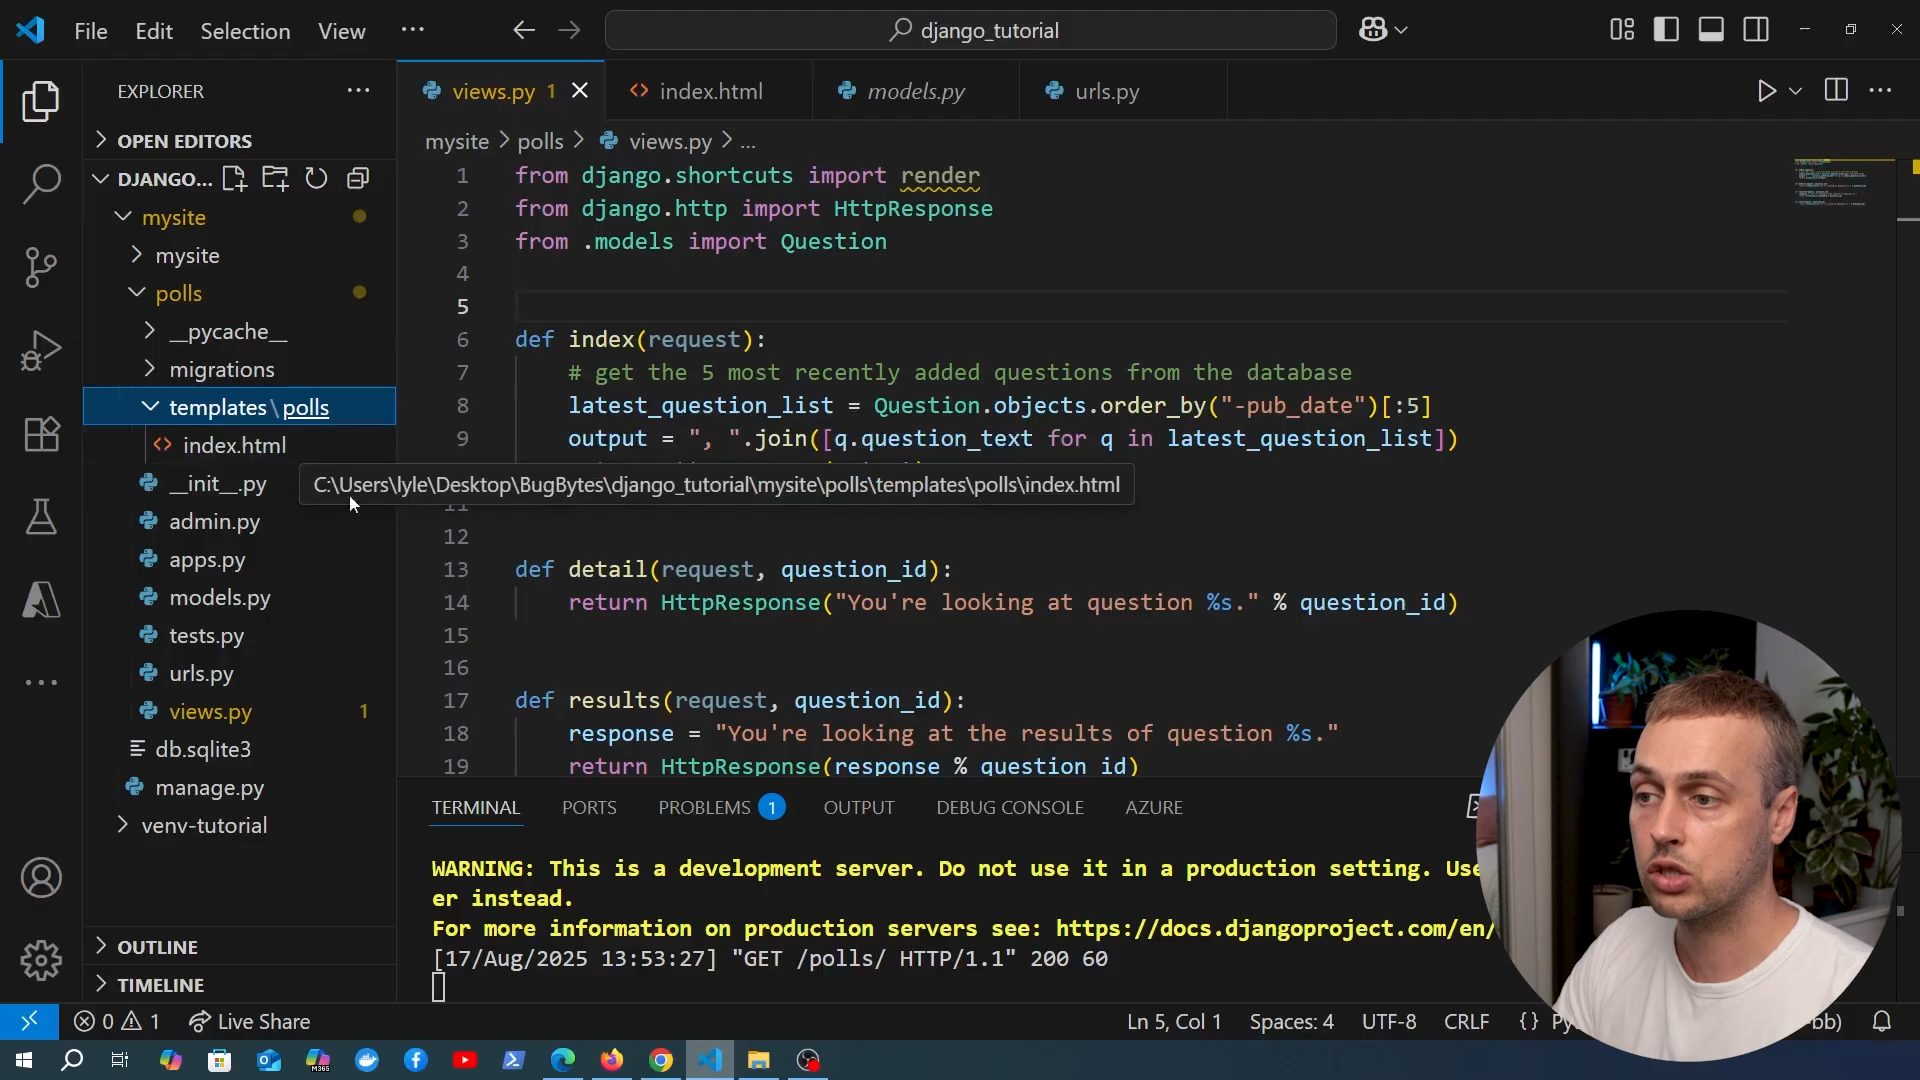 File Edit Selection View ...
django_tutorial
EXPLORER
OPEN EDITORS
DJANGO...
mysite
mysite
polls
__pycache__
migrations
templates\polls
index.html
__init__.py
admin.py
apps.py
models.py
tests.py
urls.py
views.py 1
db.sqlite3
manage.py
venv-tutorial
OUTLINE
TIMELINE
views.py 1 index.html models.py urls.py
mysite > polls > views.py > ...
1 from django.shortcuts import render
2 from django.http import HttpResponse
3 from .models import Question
4
5
6 def index(request):
7 # get the 5 most recently added questions from the database
8 latest_question_list = Question.objects.order_by("-pub_date")[:5]
9 output = ", ".join([q.question_text for q in latest_question_list])
C:\Users\lyle\Desktop\BugBytes\django_tutorial\mysite\polls\templates\polls\index.html
11
12
13 def detail(request, question_id):
14 return HttpResponse("You're looking at question %s." % question_id)
15
16
17 def results(request, question_id):
18 response = "You're looking at the results of question %s."
19 return HttpResponse(response % question_id)
TERMINAL PORTS PROBLEMS 1 OUTPUT DEBUG CONSOLE AZURE
WARNING: This is a development server. Do not use it in a production setting. Use
er instead.
For more information on production servers see: https://docs.djangoproject.com/en/
[17/Aug/2025 13:53:27] "GET /polls/ HTTP/1.1" 200 60
0 1 Live Share
Ln 5, Col 1 Spaces: 4 UTF-8 CRLF {}
M365